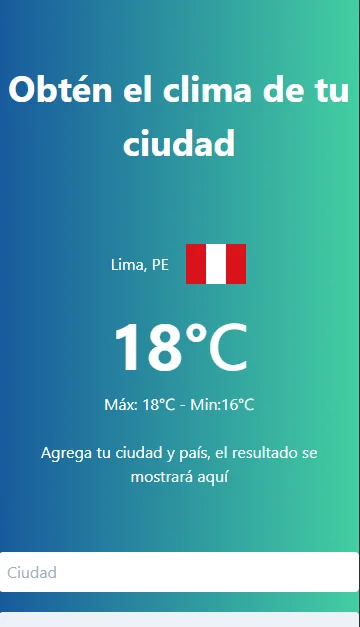 Obtén el clima de tu
ciudad
Lima, PE
18°C
Máx: 18°C - Min:16°C
Agrega tu ciudad y país, el resultado se
mostrará aquí
Ciudad